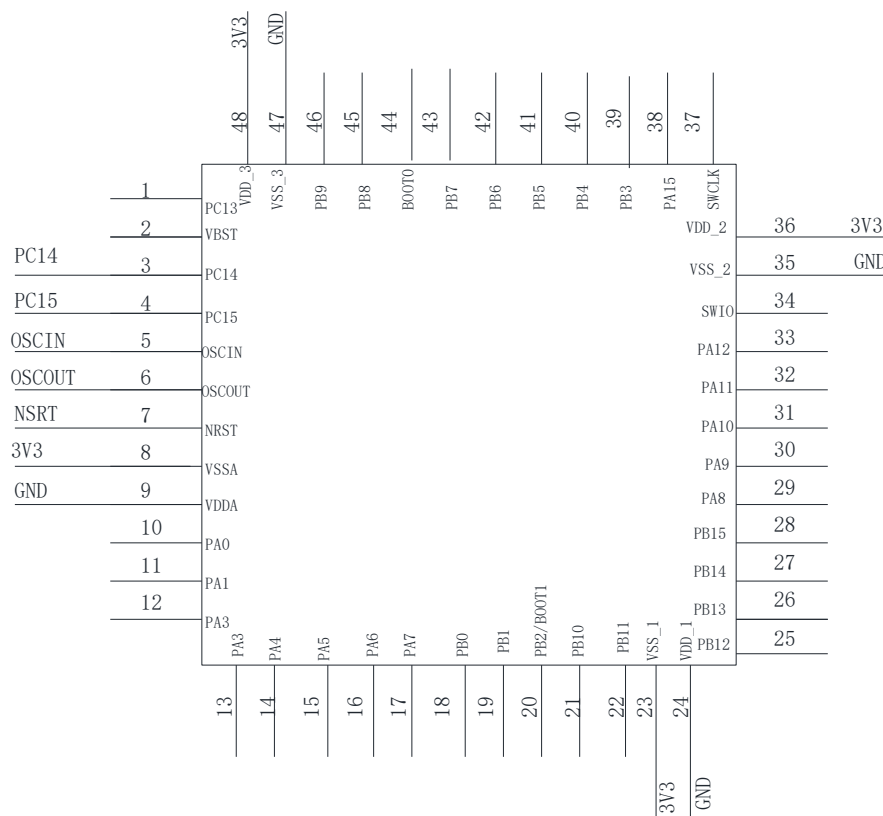 3V3
GND
48
47
46
45
44
43
42
41
40
39
38
37
VDD_3
VSS_3
PB9
PB8
BOOT0
PB7
PB6
PB5
PB4
PB3
PA15
SWCLK
1
PC13
2
VBST
PC14
3
PC14
PC15
4
PC15
OSCIN
5
OSCIN
OSCOUT
6
OSCOUT
NSRT
7
NRST
3V3
8
VSSA
GND
9
VDDA
10
PA0
11
PA1
12
PA3
VDD_2
36
3V3
VSS_2
35
GND
SWIO
34
PA12
33
PA11
32
PA10
31
PA9
30
PA8
29
PB15
28
PB14
27
PB13
26
PB12
25
PA3
PA4
PA5
PA6
PA7
PB0
PB1
PB2/BOOT1
PB10
PB11
VSS_1
VDD_1
13
14
15
16
17
18
19
20
21
22
23
24
3V3
GND